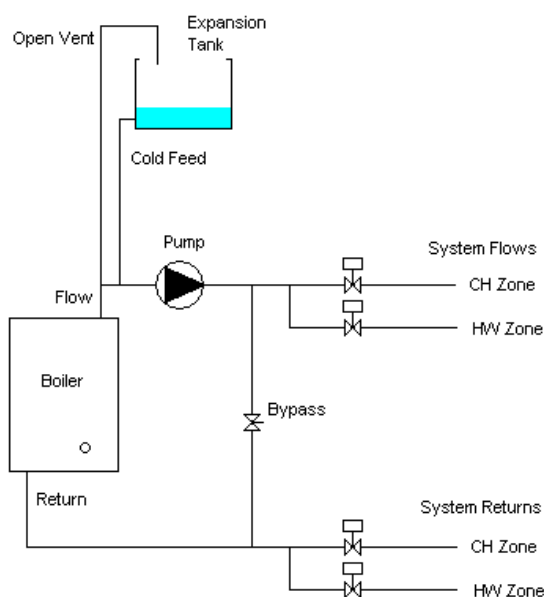 Open Vent
Expansion
Tank
Cold Feed
Pump
System Flows
Flow
CH Zone
HW Zone
Boiler
Bypass
Return
System Returns
CH Zone
HW Zone